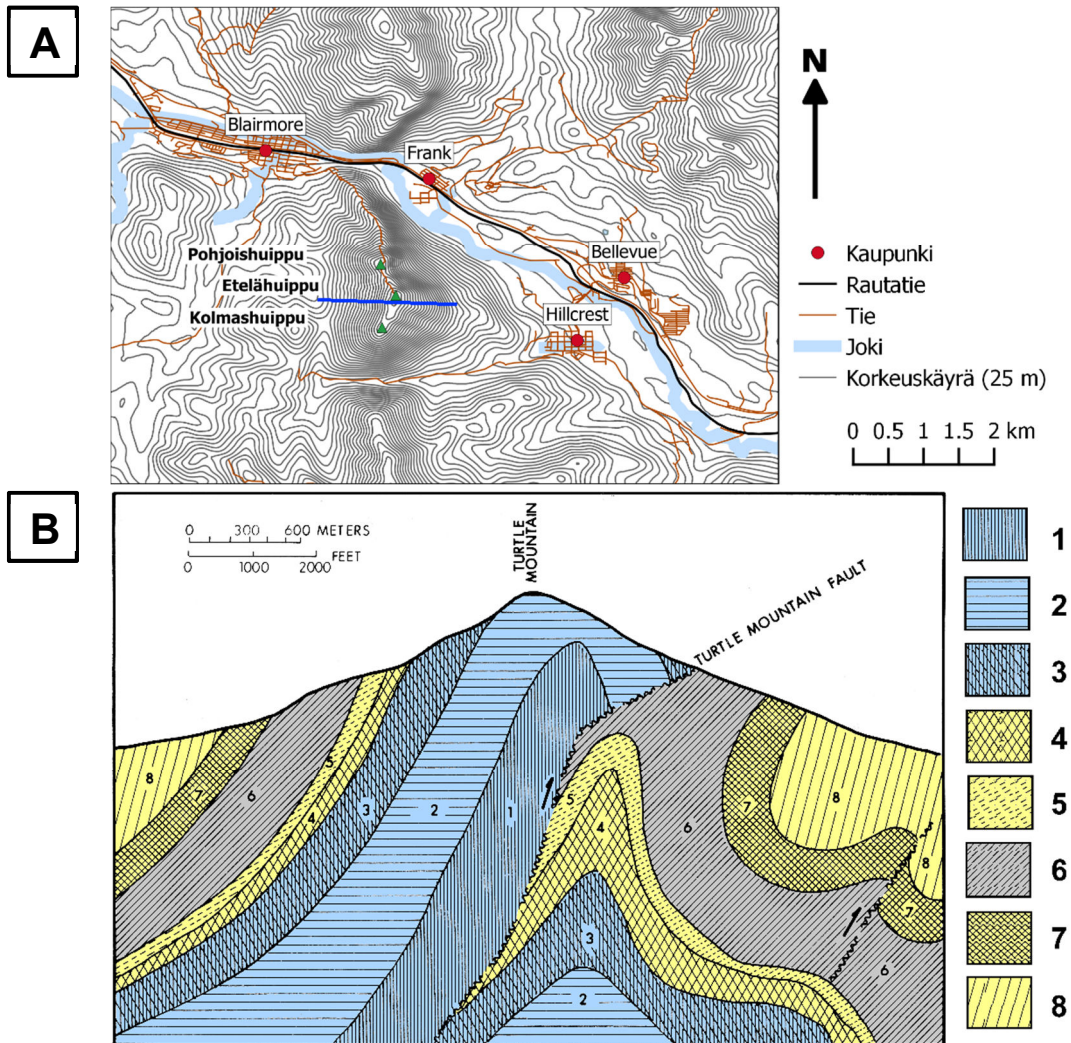 A
Blairmore
Frank
Pohjoishuippu
Etelähuippu
Kolmashuippu
Bellevue
Hillcrest
N
Kaupunki
Rautatie
Tie
Joki
Korkeuskäyrä (25 m)
0 0.5 1 1.5 2 km
B
0 300 600 METERS
FEET
0 1000 2000
TURTLE
MOUNTAIN
TURTLE MOUNTAIN FAULT
8
7
6
5
4
3
2
1
5
4
3
2
6
7
8
8
7
6
1
2
3
4
5
6
7
8